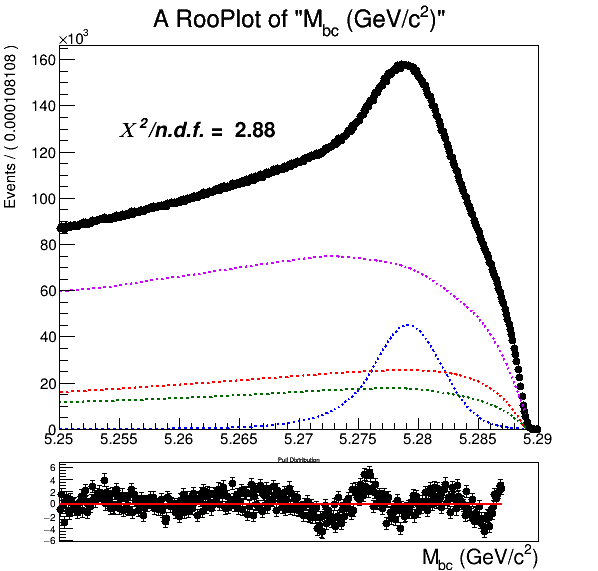 A RooPlot of "M_bc (GeV/c²)"
×10³
Events / ( 0.000108108 )
160
140
120
100
80
60
40
20
0
χ²/n.d.f. = 2.88
5.25 5.255 5.26 5.265 5.27 5.275 5.28 5.285 5.29
Pull Distribution
6
4
2
0
−2
−4
−6
M_bc (GeV/c²)